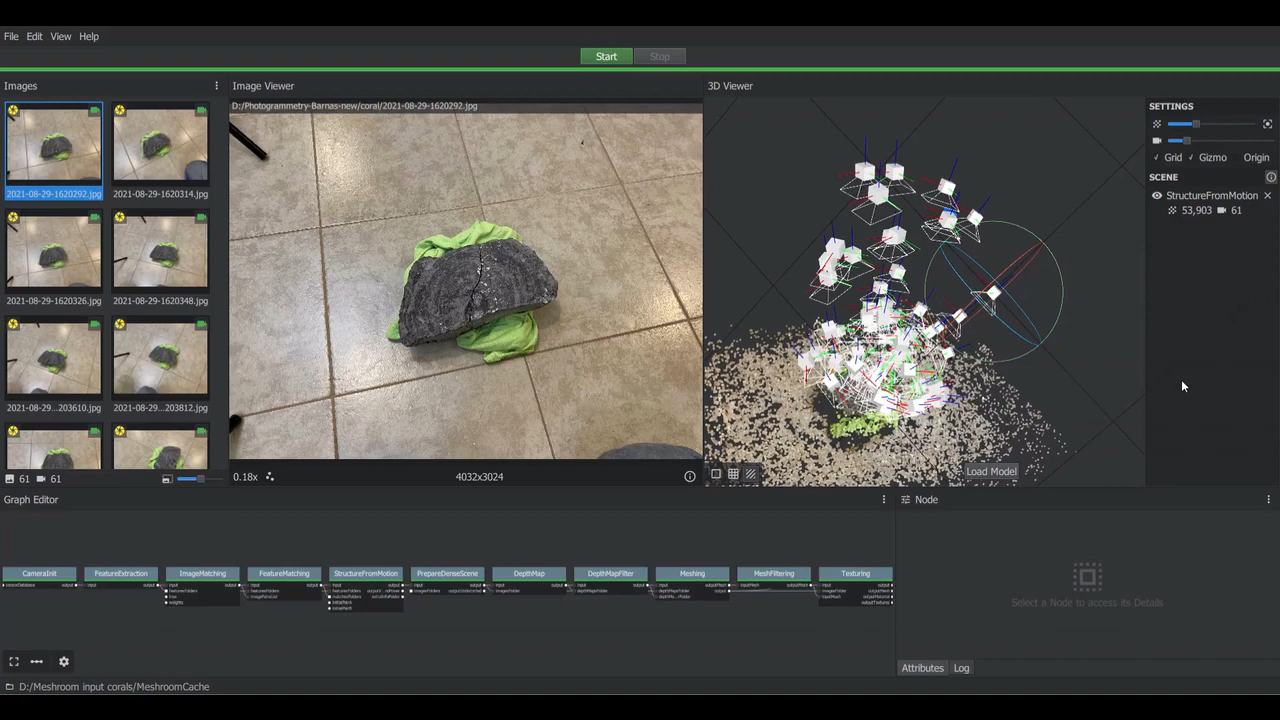 File Edit View Help
Start Stop
Images
Image Viewer
3D Viewer
D:/Photogrammetry-Barnas-new/coral/2021-08-29-1620292.jpg
SETTINGS
Grid Gizmo Origin
SCENE
StructureFromMotion
53,903 61
2021-08-29-1620292.jpg 2021-08-29-1620314.jpg
2021-08-29-1620326.jpg 2021-08-29-1620348.jpg
2021-08-29...203610.jpg 2021-08-29...203812.jpg
61 61
0.18x 4032x3024
Load Model
Graph Editor
Node
CameraInit FeatureExtraction ImageMatching FeatureMatching StructureFromMotion PrepareDenseScene DepthMap DepthMapFilter Meshing MeshFiltering Texturing
Select a Node to access its Details
Attributes Log
D:/Meshroom input corals/MeshroomCache